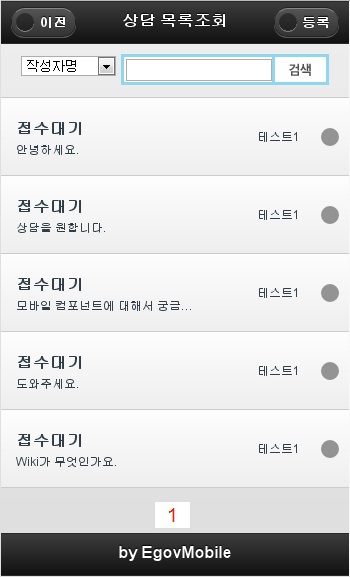 이전 상담 목록조회 등록
작성자명 검색
접수대기
안녕하세요. 테스트1
접수대기
상담을 원합니다. 테스트1
접수대기
모바일 컴포넌트에 대해서 궁금... 테스트1
접수대기
도와주세요. 테스트1
접수대기
Wiki가 무엇인가요. 테스트1
1
by EgovMobile